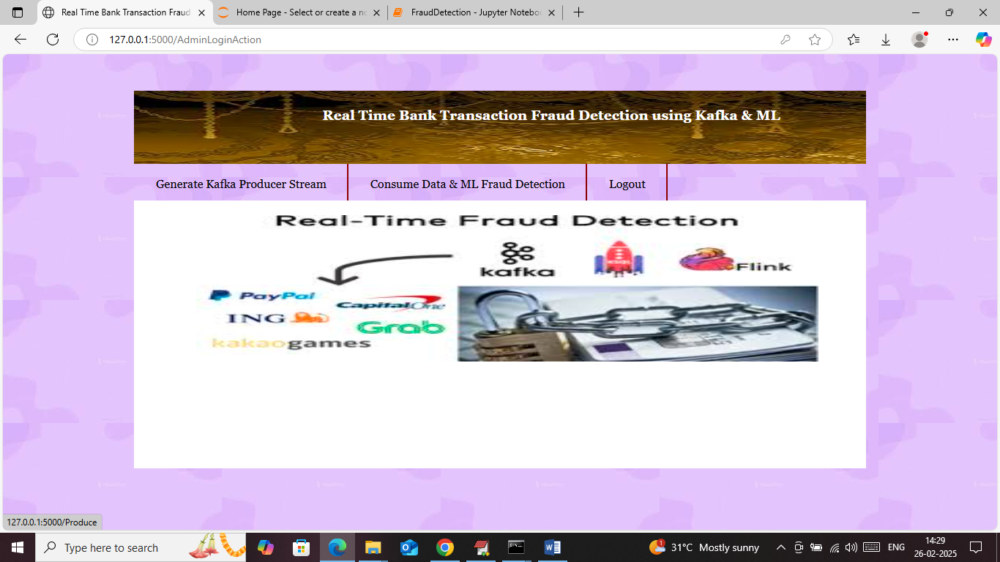 Real Time Bank Transaction Fraud
Home Page - Select or create a no
FraudDetection - Jupyter Notebo
127.0.0.1:5000/AdminLoginAction
Real Time Bank Transaction Fraud Detection using Kafka & ML
Generate Kafka Producer Stream
Consume Data & ML Fraud Detection
Logout
Real-Time Fraud Detection
kafka
Flink
PayPal
CapitalOne
ING
Grab
kakaogames
127.0.0.1:5000/Produce
Type here to search
1
31°C Mostly sunny
ENG
14:29
26-02-2025